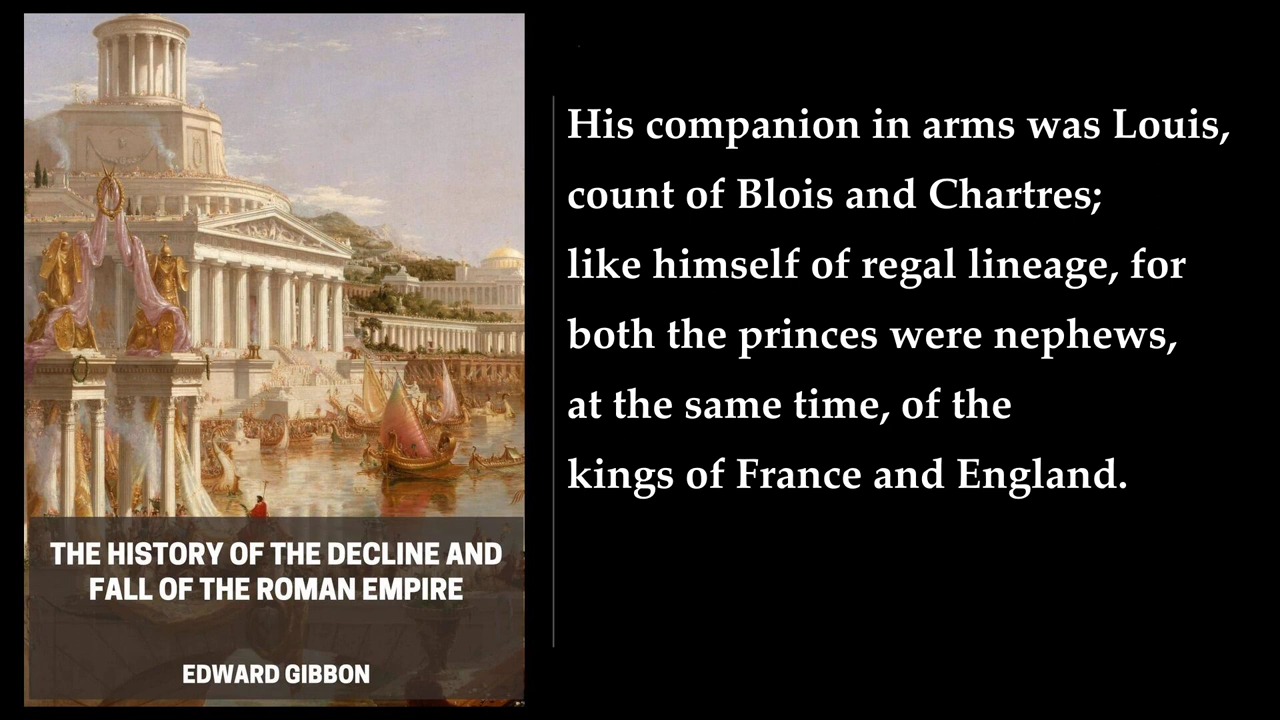 His companion in arms was Louis,
count of Blois and Chartres;
like himself of regal lineage, for
both the princes were nephews,
at the same time, of the
kings of France and England.
THE HISTORY OF THE DECLINE AND
FALL OF THE ROMAN EMPIRE
EDWARD GIBBON